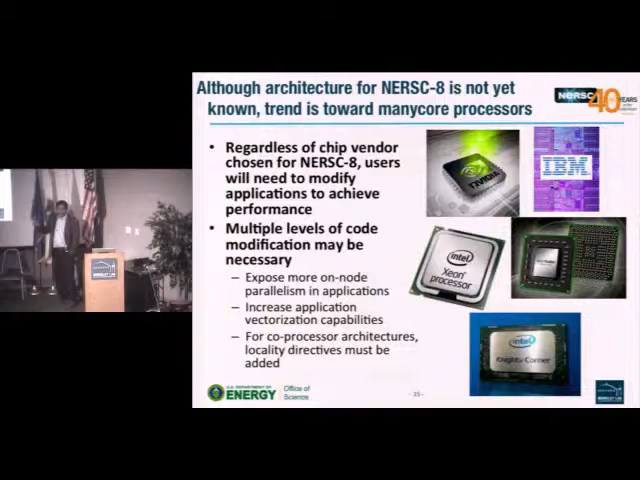 Although architecture for NERSC-8 is not yet
known, trend is toward manycore processors
NERSC
40
YEARS
• Regardless of chip vendor
chosen for NERSC-8, users
will need to modify
applications to achieve
performance
• Multiple levels of code
modification may be
necessary
– Expose more on-node
parallelism in applications
– Increase application
vectorization capabilities
– For co-processor architectures,
locality directives must be
added
NVIDIA
IBM
intel
Xeon
processor
intel
Knights Corner
U.S. DEPARTMENT OF
ENERGY
Office of
Science